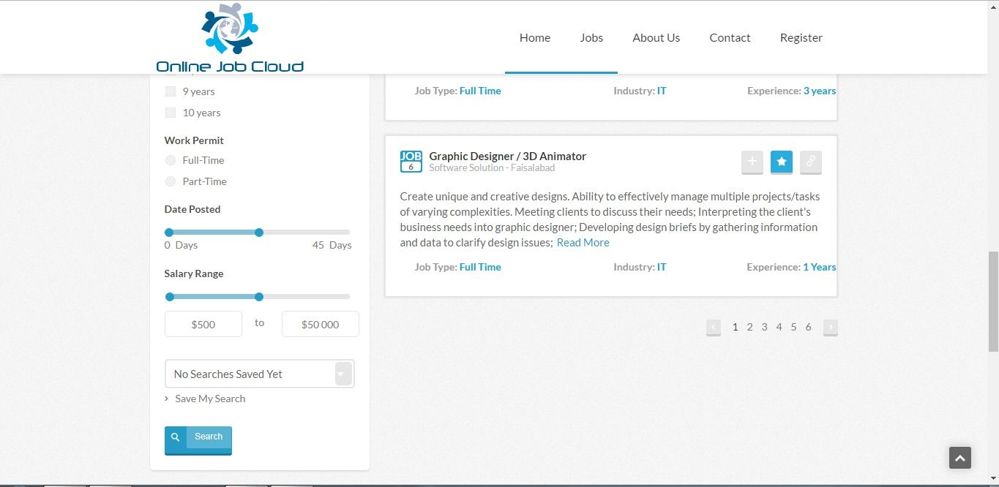 Online Job Cloud
Home Jobs About Us Contact Register
9 years
10 years
Work Permit
Full-Time
Part-Time
Date Posted
0 Days 45 Days
Salary Range
$500 to $50 000
No Searches Saved Yet
Save My Search
Search
Job Type: Full Time Industry: IT Experience: 3 years
JOB
6
Graphic Designer / 3D Animator
Software Solution - Faisalabad
Create unique and creative designs. Ability to effectively manage multiple projects/tasks
of varying complexities. Meeting clients to discuss their needs; Interpreting the client's
business needs into graphic designer; Developing design briefs by gathering information
and data to clarify design issues; Read More
Job Type: Full Time Industry: IT Experience: 1 Years
1 2 3 4 5 6